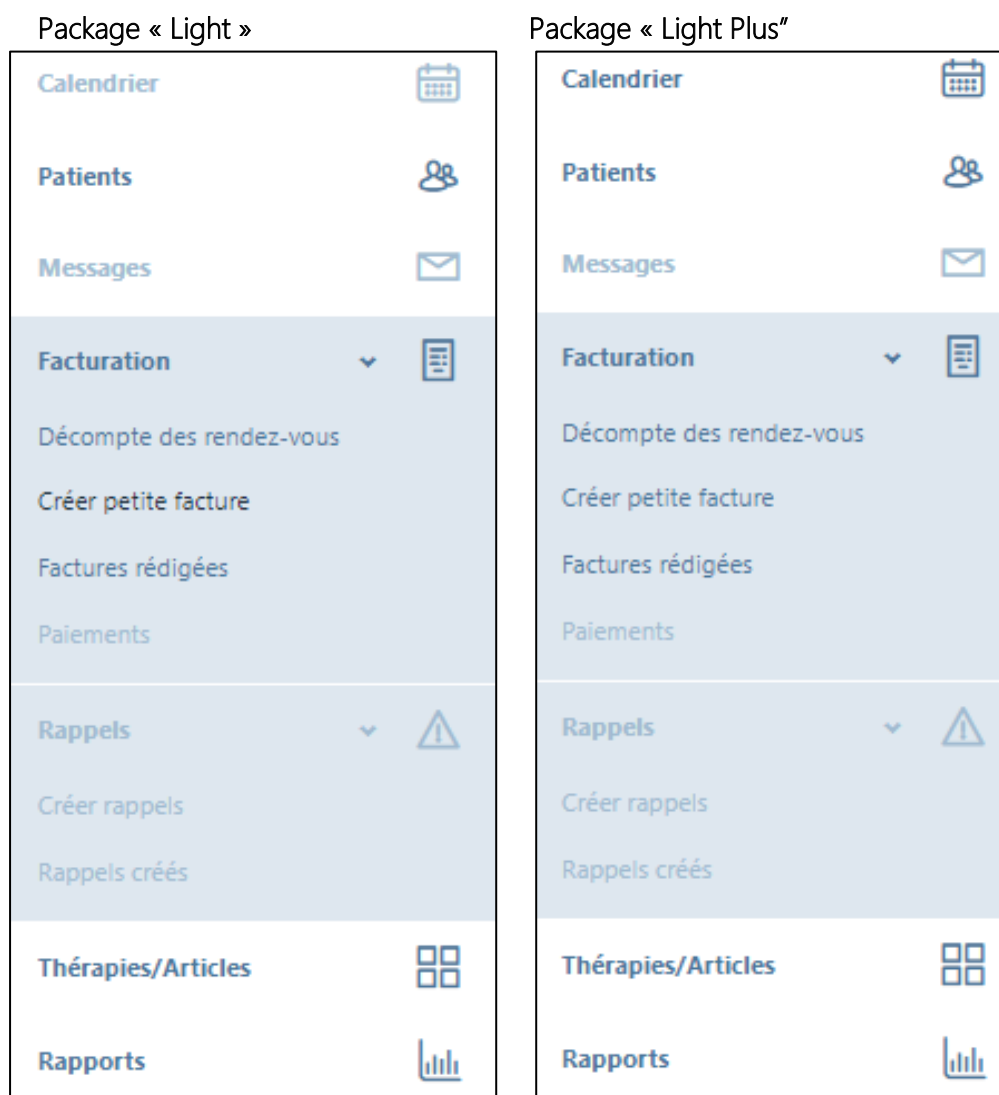 Package « Light »
Calendrier
Patients
Messages
Facturation
Décompte des rendez-vous
Créer petite facture
Factures rédigées
Paiements
Rappels
Créer rappels
Rappels créés
Thérapies/Articles
Rapports
Package « Light Plus”
Calendrier
Patients
Messages
Facturation
Décompte des rendez-vous
Créer petite facture
Factures rédigées
Paiements
Rappels
Créer rappels
Rappels créés
Thérapies/Articles
Rapports